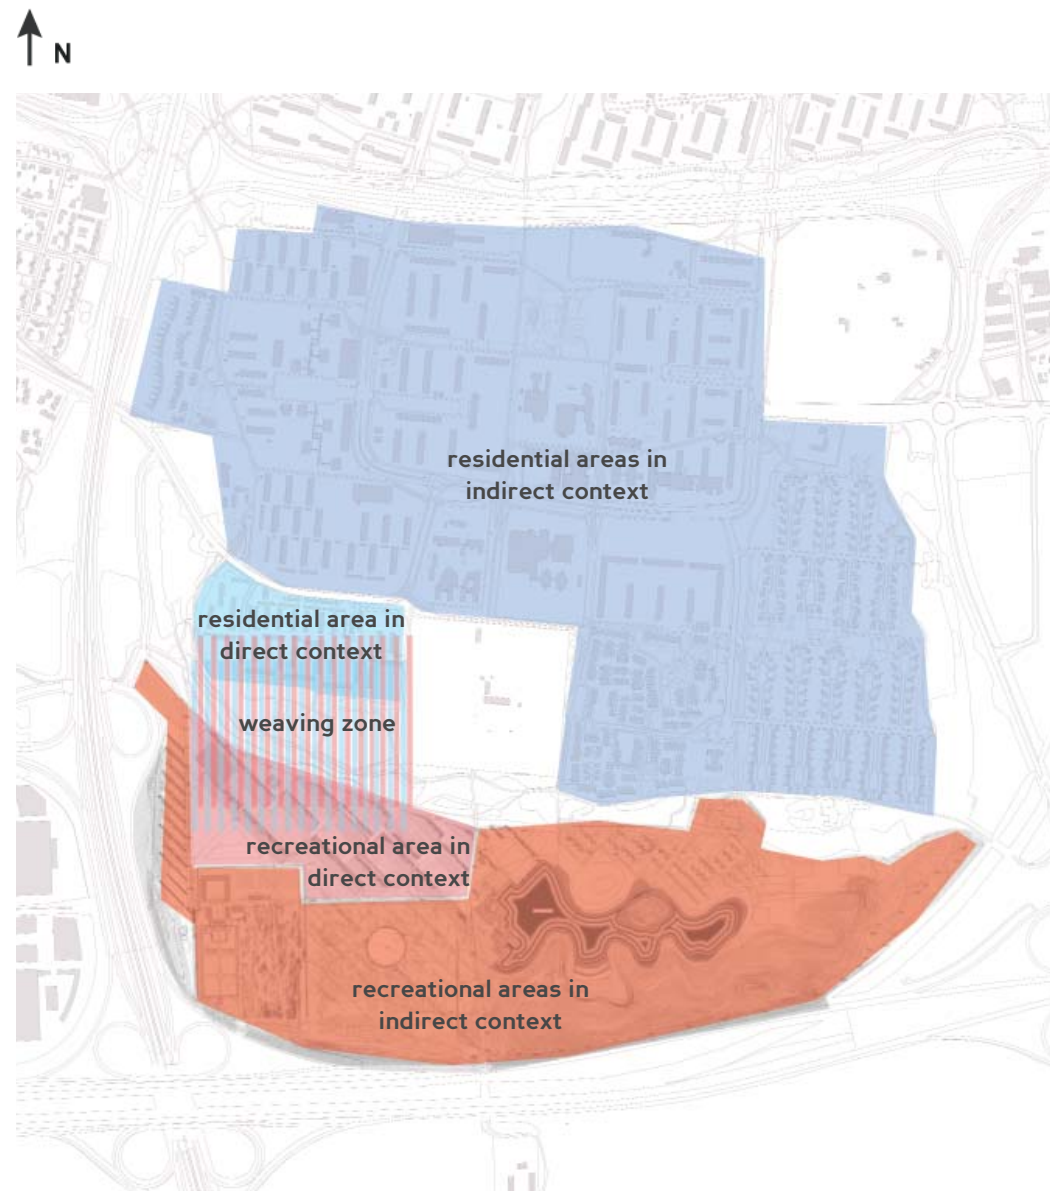 N
residential areas in
indirect context
residential area in
direct context
weaving zone
recreational area in
direct context
recreational areas in
indirect context